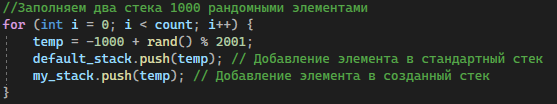 //Заполняем два стека 1000 рандомными элементами
for (int i = 0; i < count; i++) {
    temp = -1000 + rand() % 2001;
    default_stack.push(temp); // Добавление элемента в стандартный стек
    my_stack.push(temp); // Добавление элемента в созданный стек
}